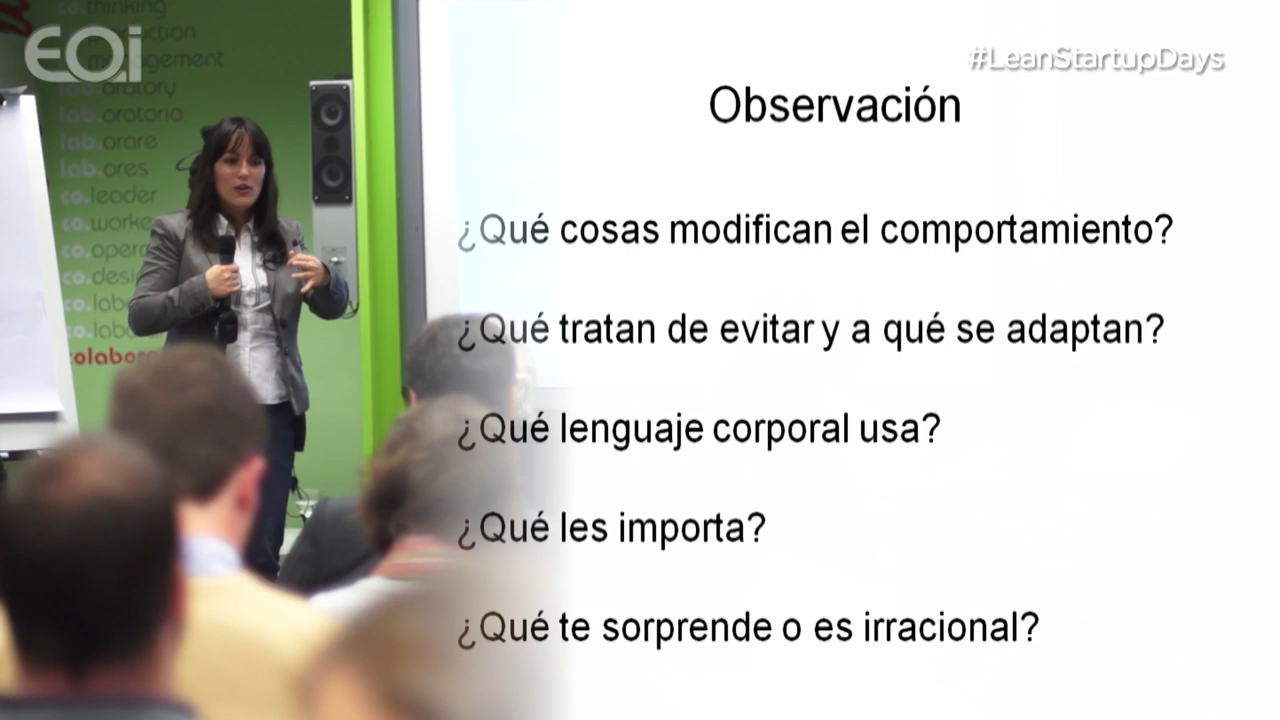 co.thinking
EOi
#LeanStartupDays
lab.oratory
lab.oratoria
lab.orare
lab.ores
co.leader
Observación
¿Qué cosas modifican el comportamiento?
¿Qué tratan de evitar y a qué se adaptan?
¿Qué lenguaje corporal usa?
¿Qué les importa?
¿Qué te sorprende o es irracional?